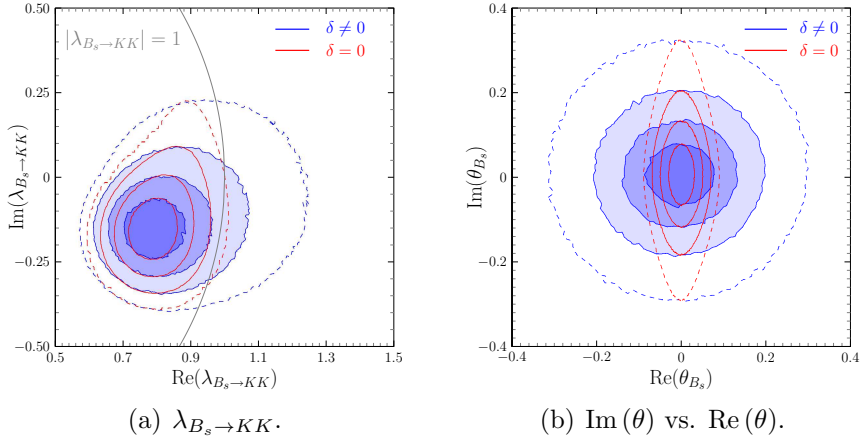 0.50
0.25
0
−0.25
−0.50
0.5 0.7 0.9 1.1 1.3 1.5
Im(λ_{B_s→KK})
Re(λ_{B_s→KK})
|λ_{B_s→KK}| = 1
δ ≠ 0
δ = 0
(a) λ_{B_s→KK}.
0.4
0.2
0
−0.2
−0.4
−0.4 −0.2 0 0.2 0.4
Im(θ_{B_s})
Re(θ_{B_s})
δ ≠ 0
δ = 0
(b) Im (θ) vs. Re (θ).